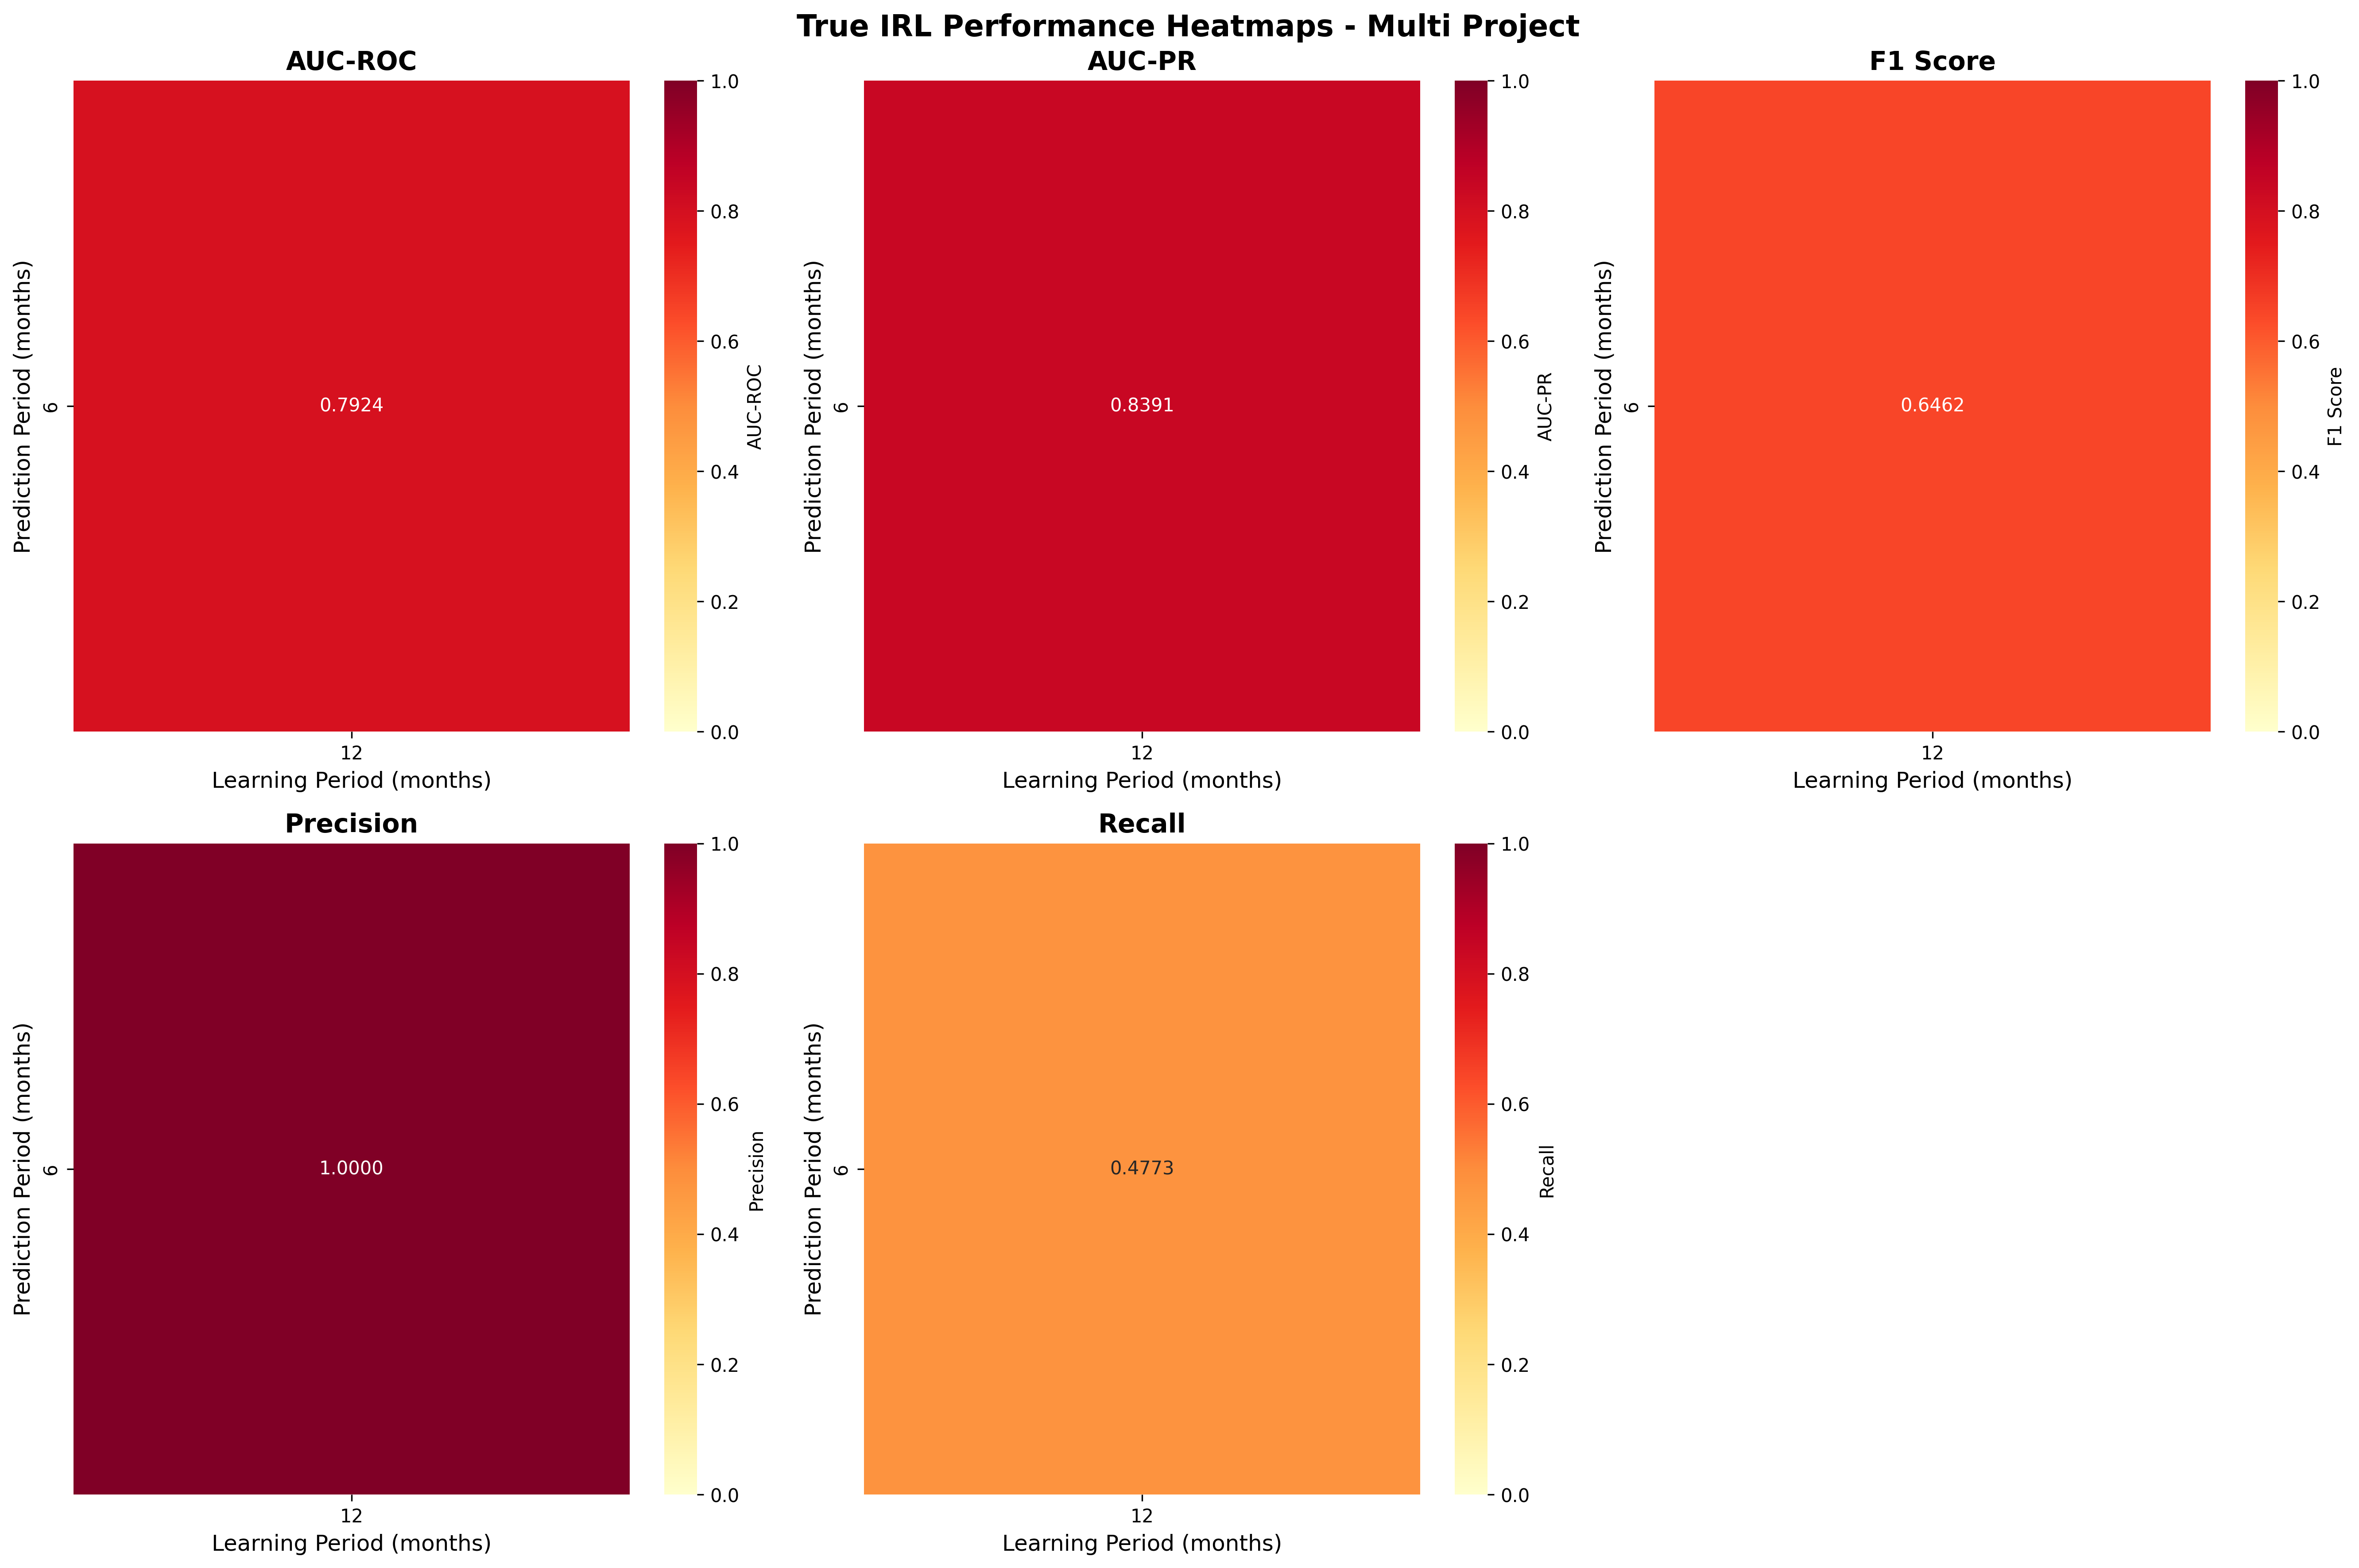 True IRL Performance Heatmaps - Multi Project
AUC-ROC
Prediction Period (months)
6
0.7924
12
Learning Period (months)
1.0
0.8
0.6
0.4
0.2
0.0
AUC-ROC
AUC-PR
Prediction Period (months)
6
0.8391
12
Learning Period (months)
1.0
0.8
0.6
0.4
0.2
0.0
AUC-PR
F1 Score
Prediction Period (months)
6
0.6462
12
Learning Period (months)
1.0
0.8
0.6
0.4
0.2
0.0
F1 Score
Precision
Prediction Period (months)
6
1.0000
12
Learning Period (months)
1.0
0.8
0.6
0.4
0.2
0.0
Precision
Recall
Prediction Period (months)
6
0.4773
12
Learning Period (months)
1.0
0.8
0.6
0.4
0.2
0.0
Recall